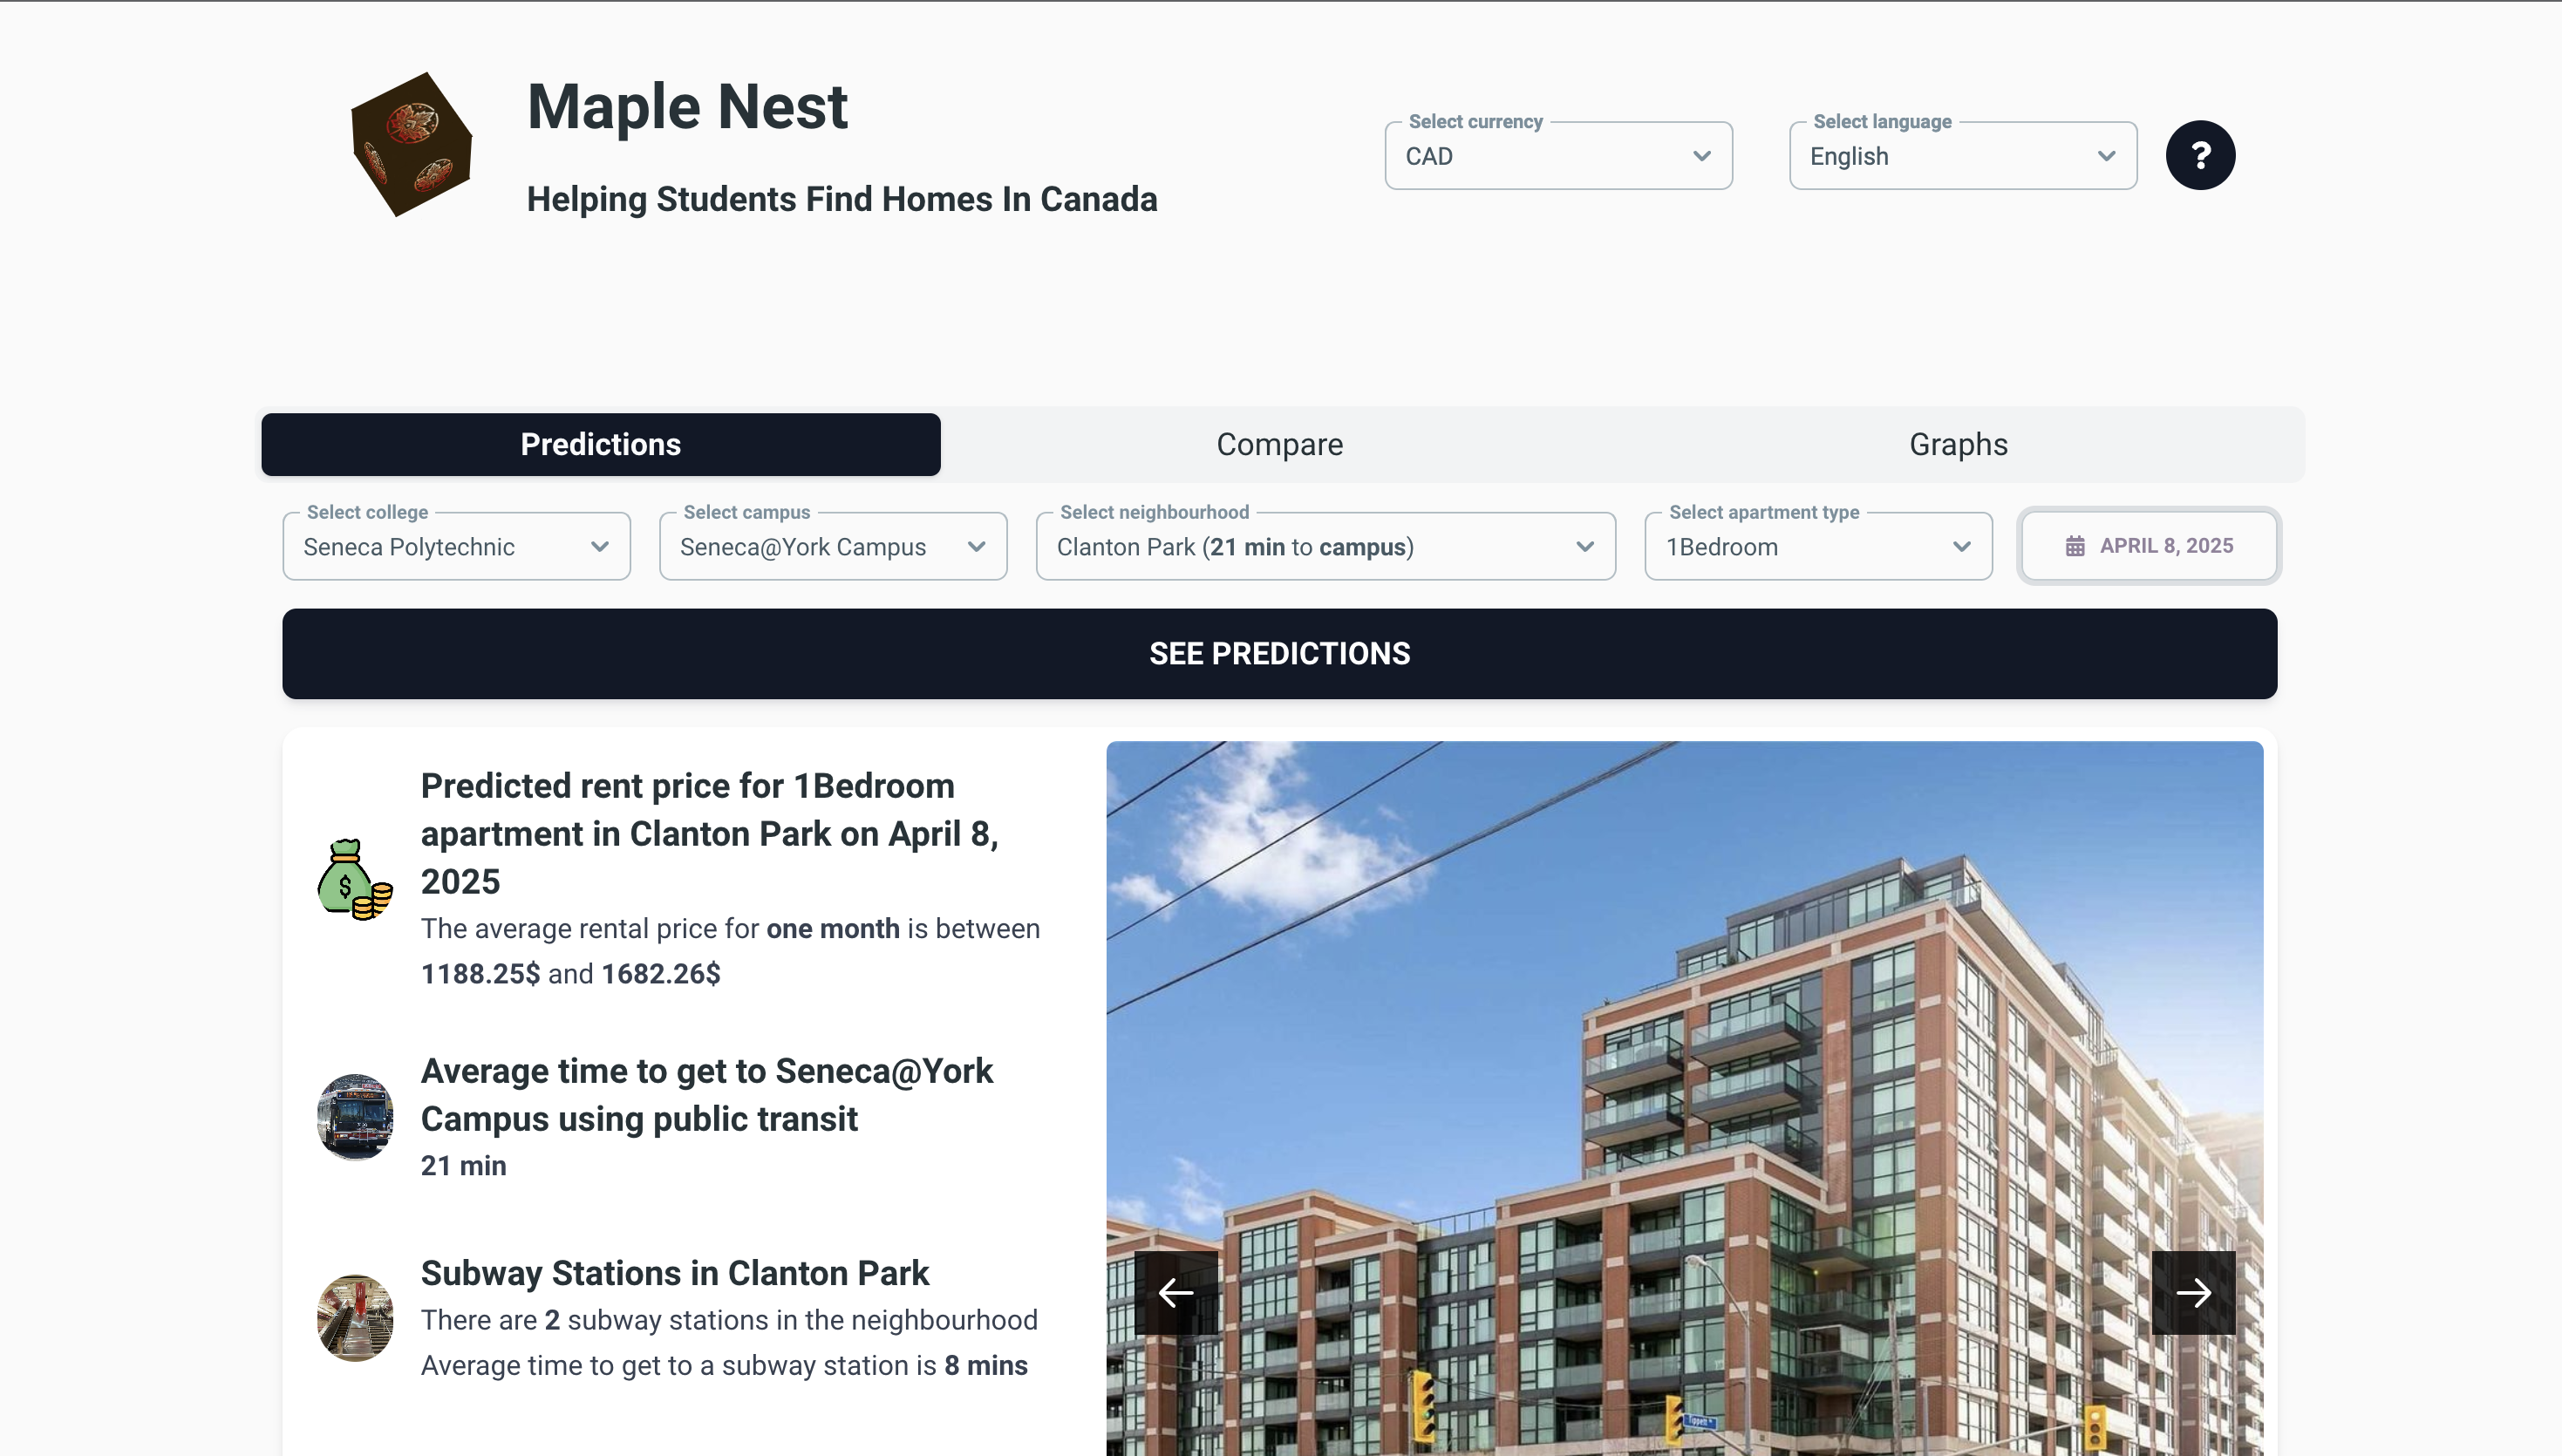 Maple Nest
Helping Students Find Homes In Canada
Select currency
CAD
Select language
English
?
Predictions
Compare
Graphs
Select college
Seneca Polytechnic
Select campus
Seneca@York Campus
Select neighbourhood
Clanton Park (21 min to campus)
Select apartment type
1Bedroom
APRIL 8, 2025
SEE PREDICTIONS
Predicted rent price for 1Bedroom
apartment in Clanton Park on April 8,
2025
The average rental price for one month is between
1188.25$ and 1682.26$
Average time to get to Seneca@York
Campus using public transit
21 min
Subway Stations in Clanton Park
There are 2 subway stations in the neighbourhood
Average time to get to a subway station is 8 mins
Tippett